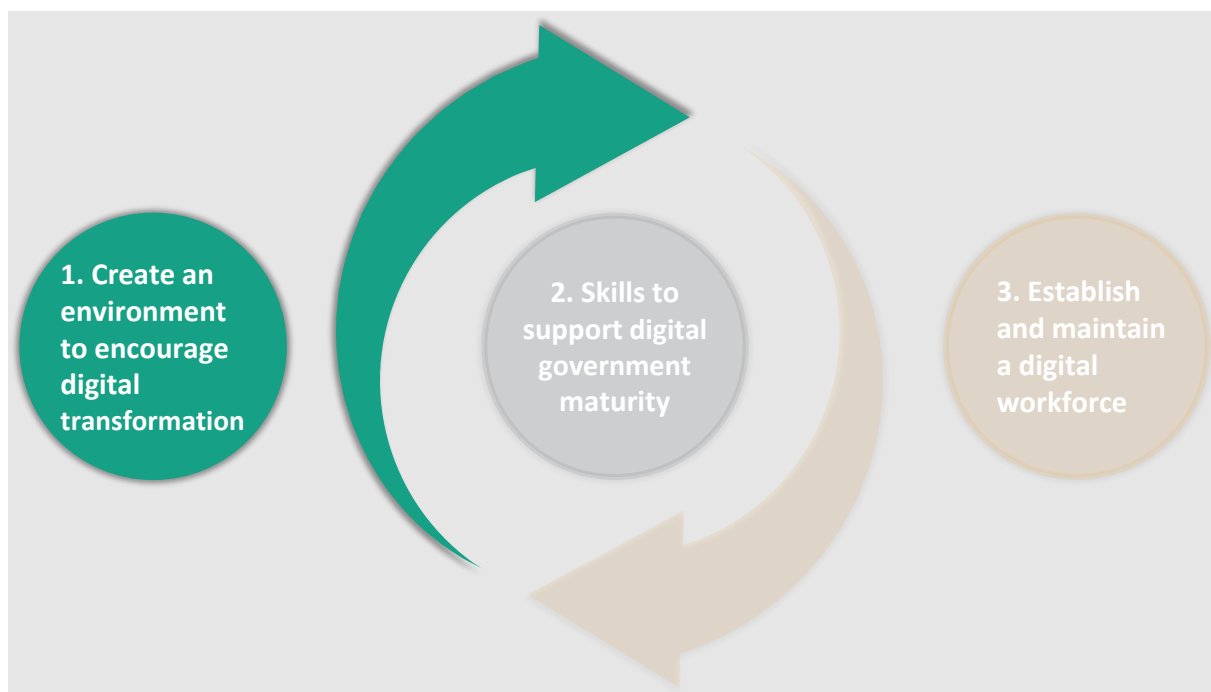 1. Create an
environment
to encourage
digital
transformation
2. Skills to
support digital
government
maturity
3. Establish
and maintain
a digital
workforce